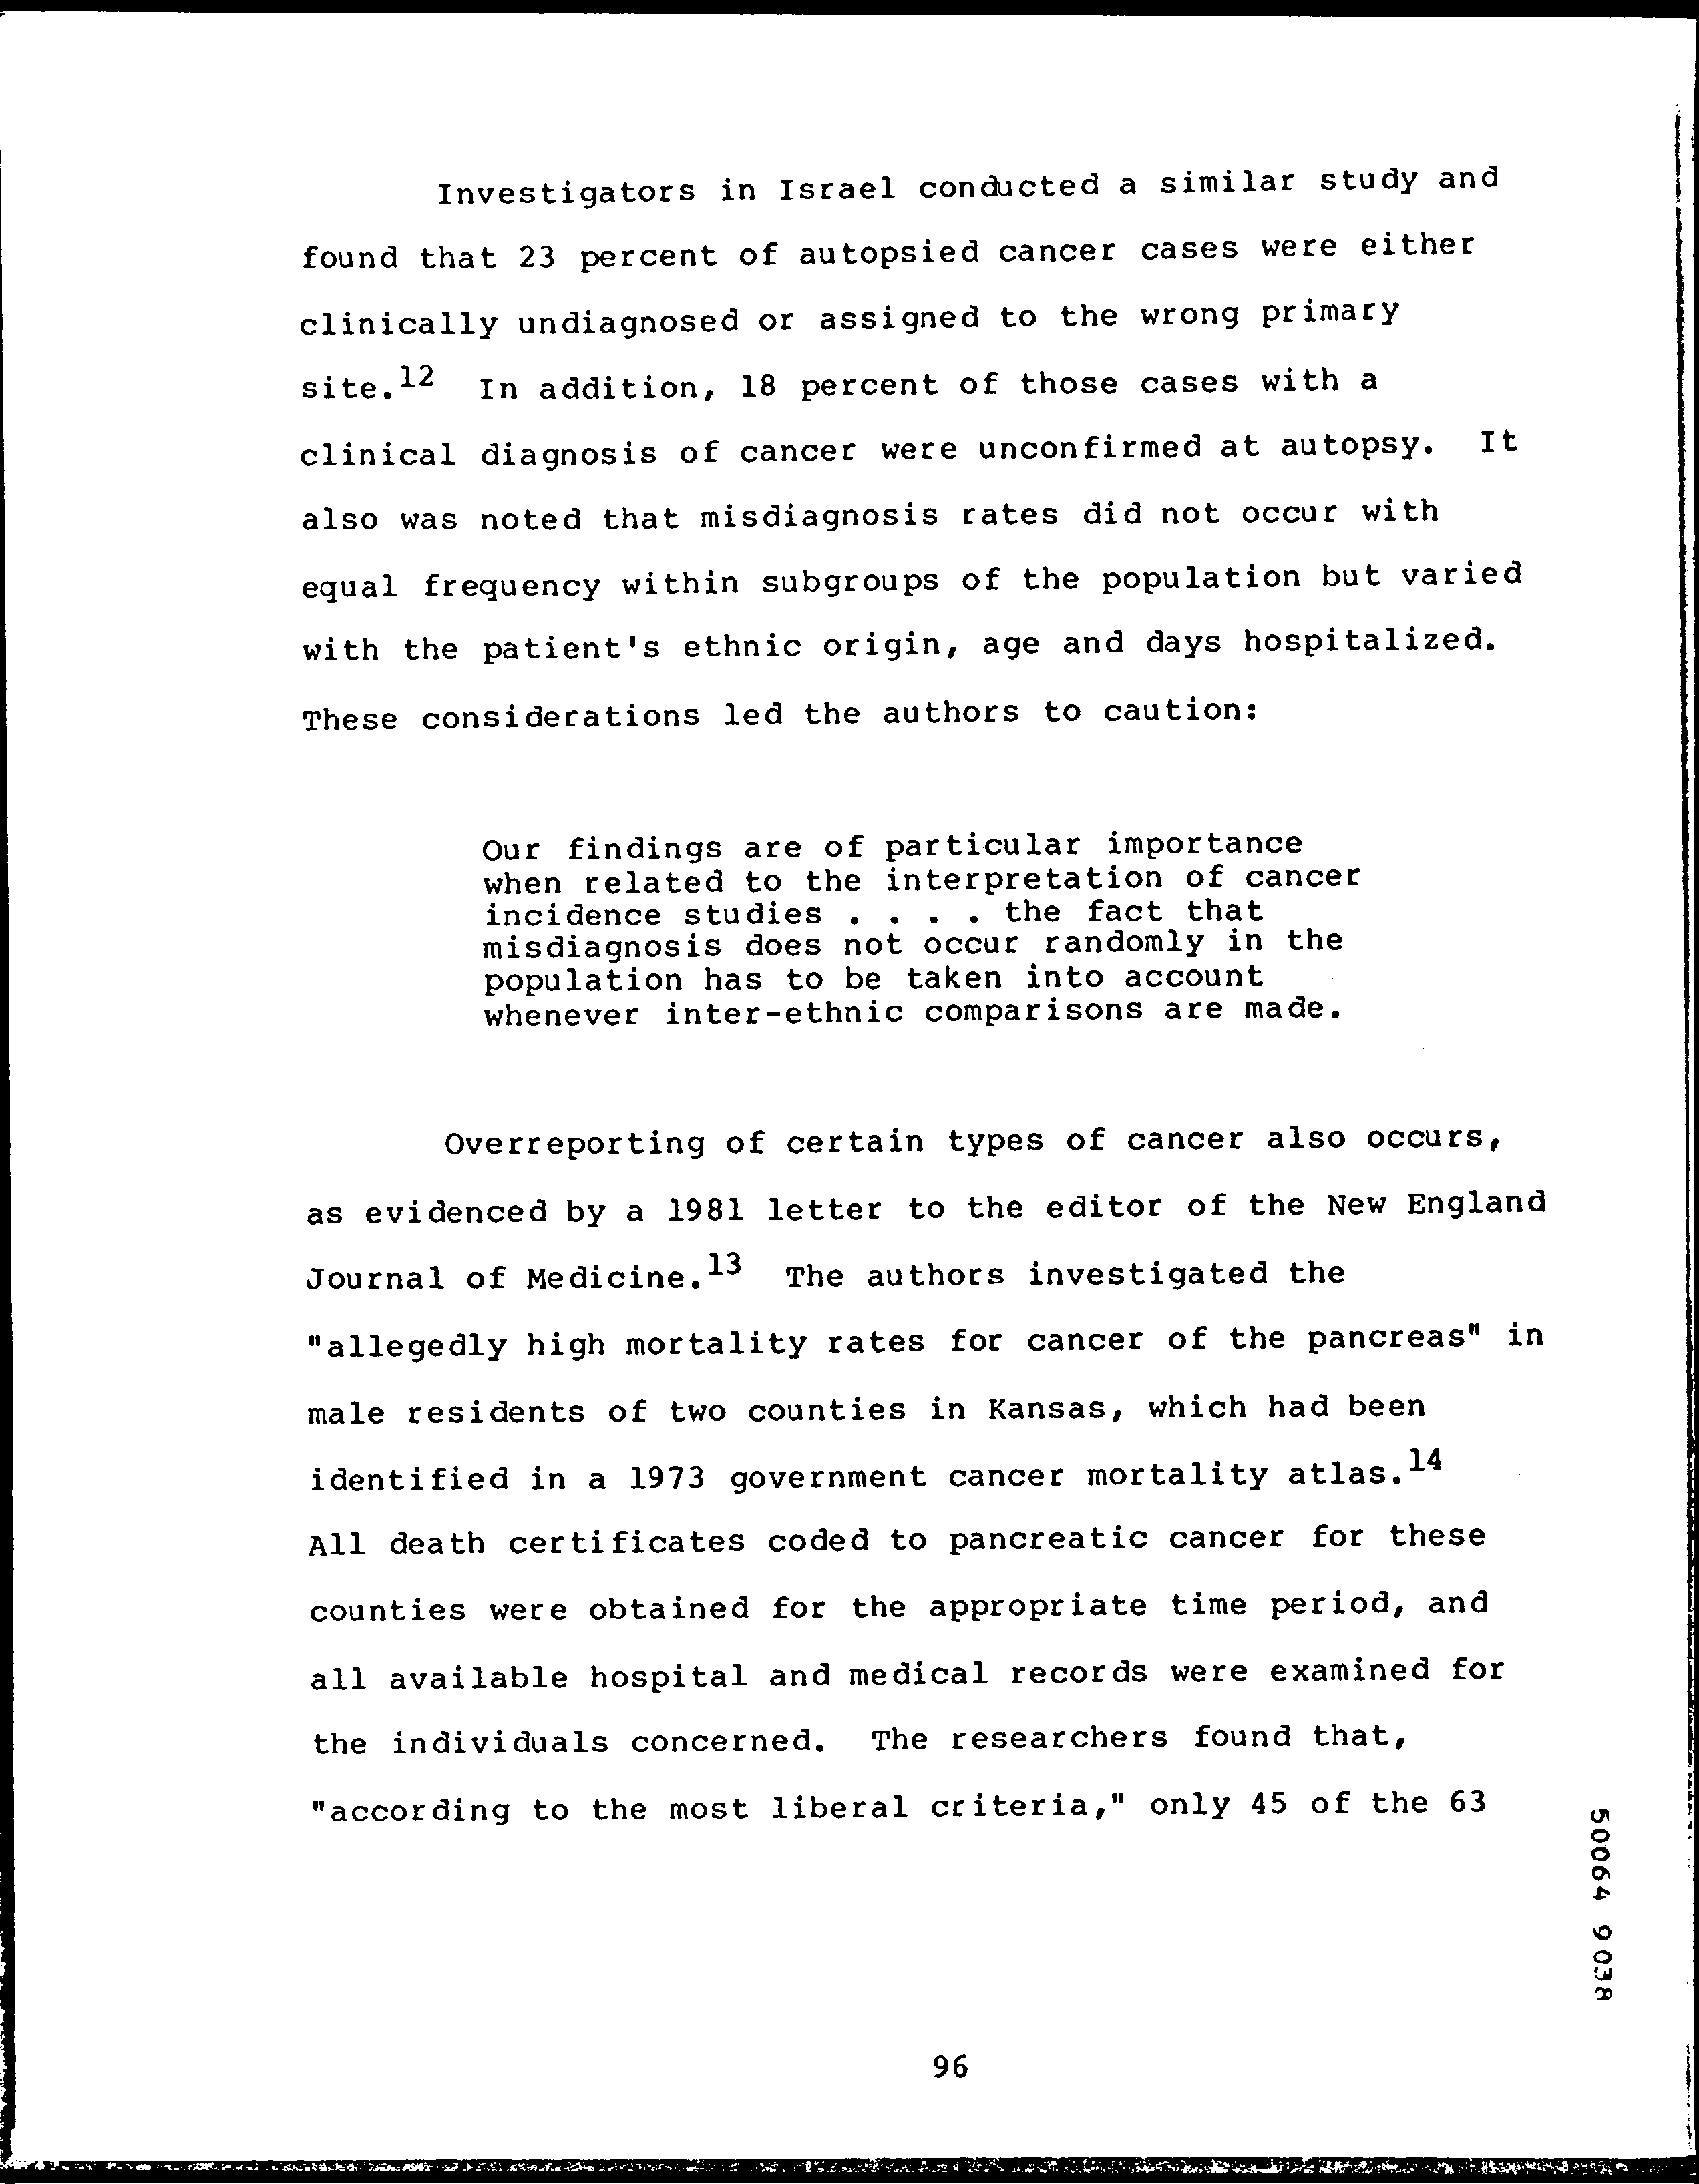 Investigators in Israel conducted a similar study and
found that 23 percent of autopsied cancer cases were either
clinically undiagnosed or assigned to the wrong primary
site.12 In addition, 18 percent of those cases with a
clinical diagnosis of cancer were unconfirmed at autopsy. It
also was noted that misdiagnosis rates did not occur with
equal frequency within subgroups of the population but varied
with the patient's ethnic origin, age and days hospitalized.
These considerations led the authors to caution:
Our findings are of particular importance
when related to the interpretation of cancer
incidence studies . . . . the fact that
misdiagnosis does not occur randomly in the
population has to be taken into account
whenever inter-ethnic comparisons are made.
Overreporting of certain types of cancer also occurs,
as evidenced by a 1981 letter to the editor of the New England
Journal of Medicine.13 The authors investigated the
"allegedly high mortality rates for cancer of the pancreas" in
male residents of two counties in Kansas, which had been
identified in a 1973 government cancer mortality atlas.14
All death certificates coded to pancreatic cancer for these
counties were obtained for the appropriate time period, and
all available hospital and medical records were examined for
the individuals concerned. The researchers found that,
"according to the most liberal criteria," only 45 of the 63
50064 9038
96